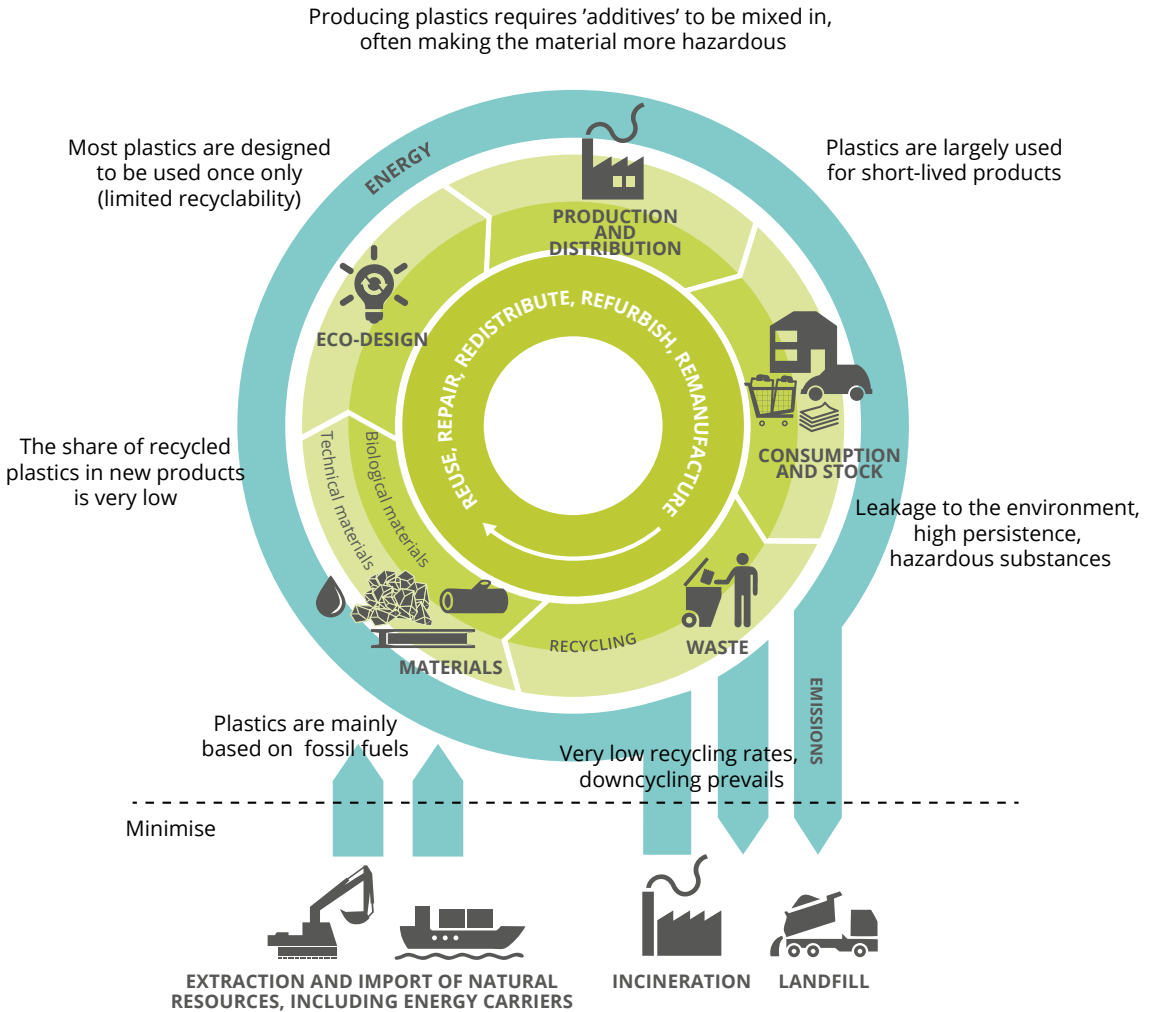 Producing plastics requires ’additives’ to be mixed in,
often making the material more hazardous
Most plastics are designed
to be used once only
(limited recyclability)
Plastics are largely used
for short-lived products
ENERGY
PRODUCTION
AND
DISTRIBUTION
ECO-DESIGN
REUSE, REPAIR, REDISTRIBUTE, REFURBISH, REMANUFACTURE
CONSUMPTION
AND STOCK
The share of recycled
plastics in new products
is very low
Technical materials
Biological materials
Leakage to the environment,
high persistence,
hazardous substances
MATERIALS
RECYCLING
WASTE
EMISSIONS
Plastics are mainly
based on fossil fuels
Very low recycling rates,
downcycling prevails
Minimise
EXTRACTION AND IMPORT OF NATURAL
RESOURCES, INCLUDING ENERGY CARRIERS
INCINERATION
LANDFILL